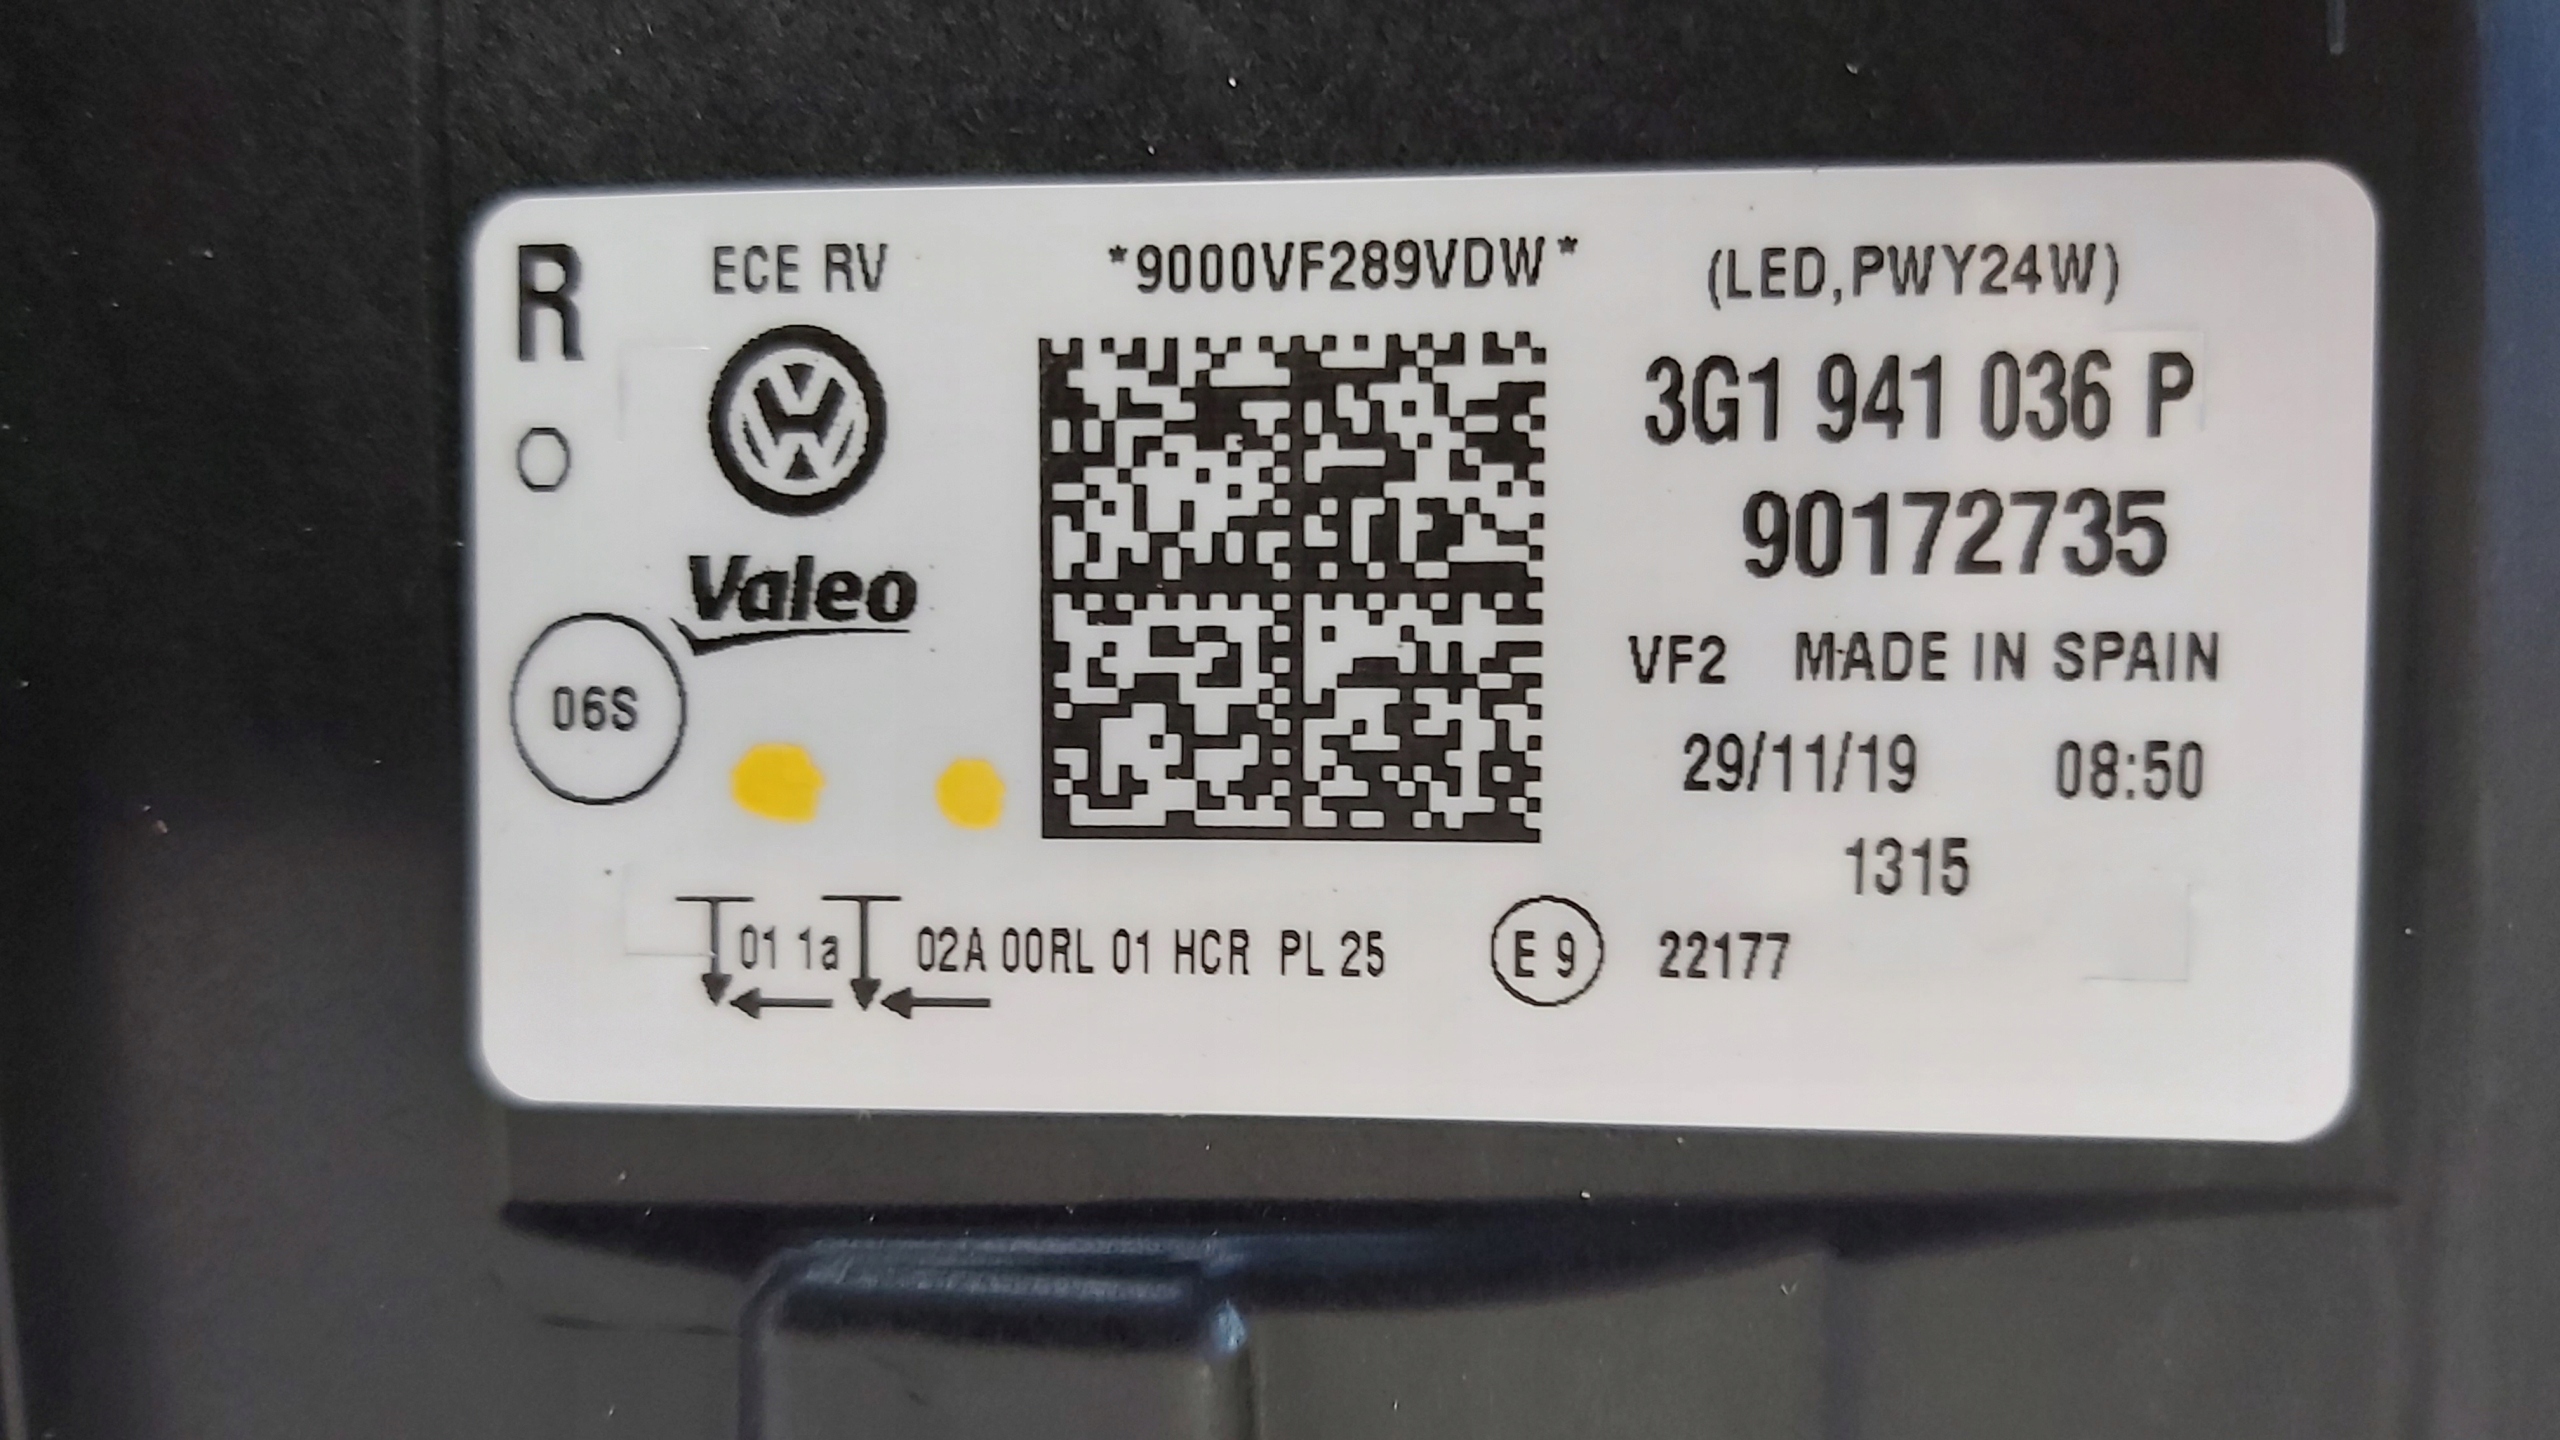 R ECE RV *9000VF289VDW* (LED,PWY24W)
3G1 941 036 P
90172735
Valeo
VF2 MADE IN SPAIN
06S
29/11/19 08:50
1315
01 1a 02A 00RL 01 HCR PL 25 E 9 22177